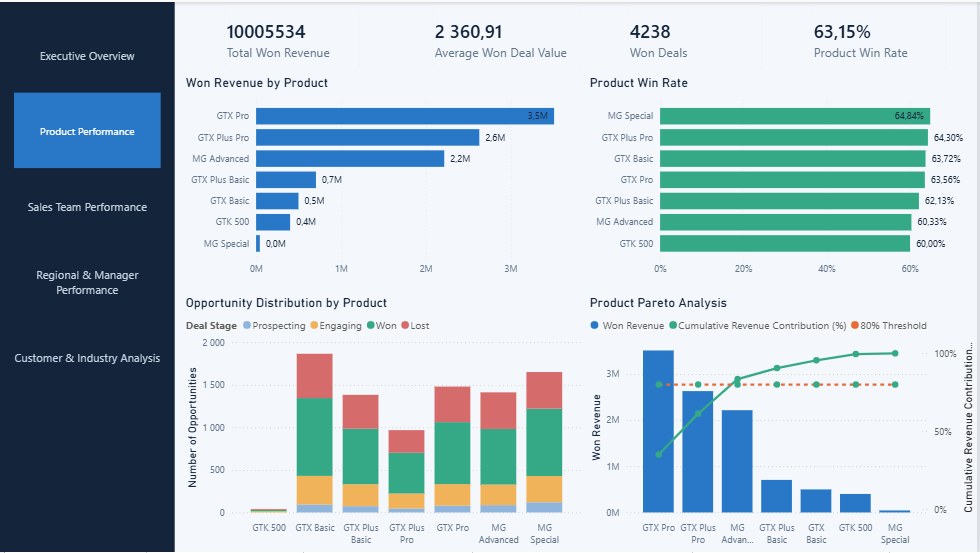 10005534
2 360,91
4238
63,15%
Executive Overview
Total Won Revenue
Average Won Deal Value
Won Deals
Product Win Rate
Product Performance
Sales Team Performance
Regional & Manager
Performance
Customer & Industry Analysis
Won Revenue by Product
GTX Pro
3,5M
GTX Plus Pro
2,6M
MG Advanced
2,2M
GTX Plus Basic
0,7M
GTX Basic
0,5M
GTK 500
0,4M
MG Special
0,0M
0M
1M
2M
3M
Product Win Rate
MG Special
64,84%
GTX Plus Pro
64,30%
GTX Basic
63,72%
GTX Pro
63,56%
GTX Plus Basic
62,13%
MG Advanced
60,33%
GTK 500
60,00%
0%
20%
40%
60%
Opportunity Distribution by Product
Deal Stage
Prospecting
Engaging
Won
Lost
Number of Opportunities
2 000
1 500
1 000
500
0
GTK 500
GTX Basic
GTX Plus
Basic
GTX Plus
Pro
GTX Pro
MG
Advanced
MG
Special
Product Pareto Analysis
Won Revenue
Cumulative Revenue Contribution (%)
80% Threshold
Won Revenue
3M
2M
1M
0M
GTX Pro
GTX Plus
Pro
MG
Advan...
GTX Plus
Basic
GTX
Basic
GTK 500
MG
Special
100%
50%
0%
Cumulative Revenue Contribution...